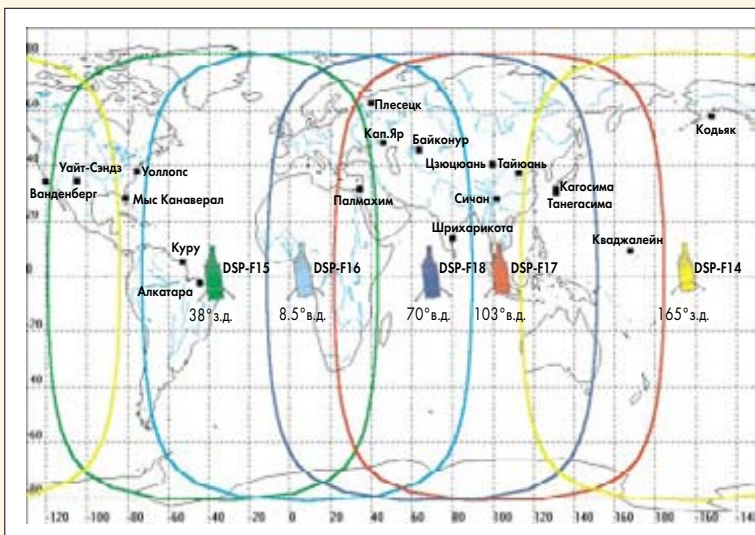 80
60
Плесецк
Кодьяк
Кап.Яр
Байконур
Цзюцюань
Тайюань
40
Уайт-Сэндз
Уоллопс
Ванденберг
Мыс Канаверал
Палмахим
Сичан
Кагосима
Танегасима
20
Шрихарикота
Куру
Кваджалейн
0
DSP-F15
DSP-F16
DSP-F18
DSP-F17
DSP-F14
Алкатара
38°з.д.
8.5°в.д.
70°в.д.
103°в.д.
165°з.д.
-20
-40
-60
-80
-120 -100 -80 -60 -40 -20 0 20 40 60 80 100 120 140 160 180 -160